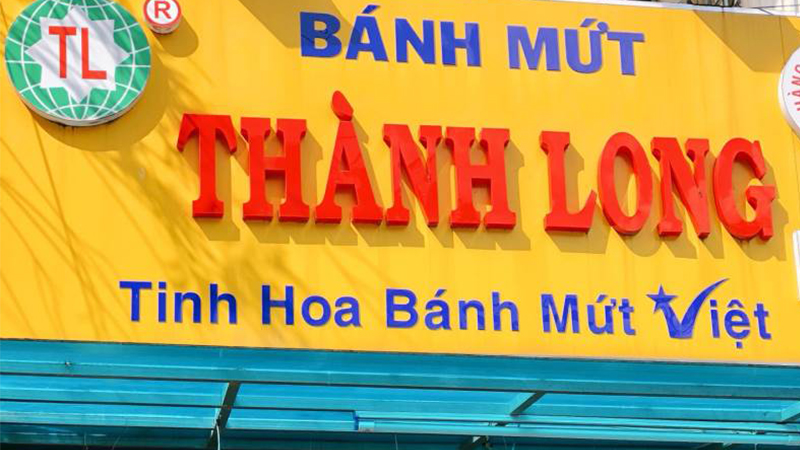 TL
®
BÁNH MỨT
THÀNH LONG
Tinh Hoa Bánh Mứt Việt